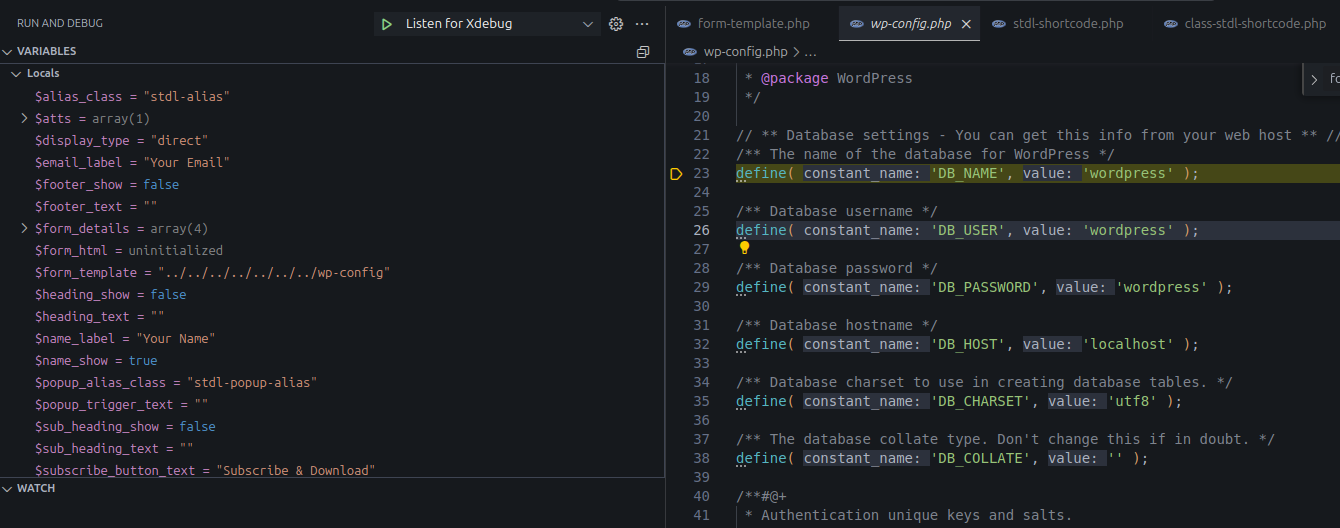 RUN AND DEBUG
Listen for Xdebug
VARIABLES
Locals
$alias_class = "stdl-alias"
$atts = array(1)
$display_type = "direct"
$email_label = "Your Email"
$footer_show = false
$footer_text = ""
$form_details = array(4)
$form_html = uninitialized
$form_template = "../../../../../../../wp-config"
$heading_show = false
$heading_text = ""
$name_label = "Your Name"
$name_show = true
$popup_alias_class = "stdl-popup-alias"
$popup_trigger_text = ""
$sub_heading_show = false
$sub_heading_text = ""
$subscribe_button_text = "Subscribe & Download"
WATCH
form-template.php
wp-config.php
stdl-shortcode.php
class-stdl-shortcode.php
wp-config.php > ...
fo
18 * @package WordPress
19 */
20
21 // ** Database settings - You can get this info from your web host ** //
22 /** The name of the database for WordPress */
23 define( constant_name: 'DB_NAME', value: 'wordpress' );
24
25 /** Database username */
26 define( constant_name: 'DB_USER', value: 'wordpress' );
27
28 /** Database password */
29 define( constant_name: 'DB_PASSWORD', value: 'wordpress' );
30
31 /** Database hostname */
32 define( constant_name: 'DB_HOST', value: 'localhost' );
33
34 /** Database charset to use in creating database tables. */
35 define( constant_name: 'DB_CHARSET', value: 'utf8' );
36
37 /** The database collate type. Don't change this if in doubt. */
38 define( constant_name: 'DB_COLLATE', value: '' );
39
40 /**#@+
41 * Authentication unique keys and salts.